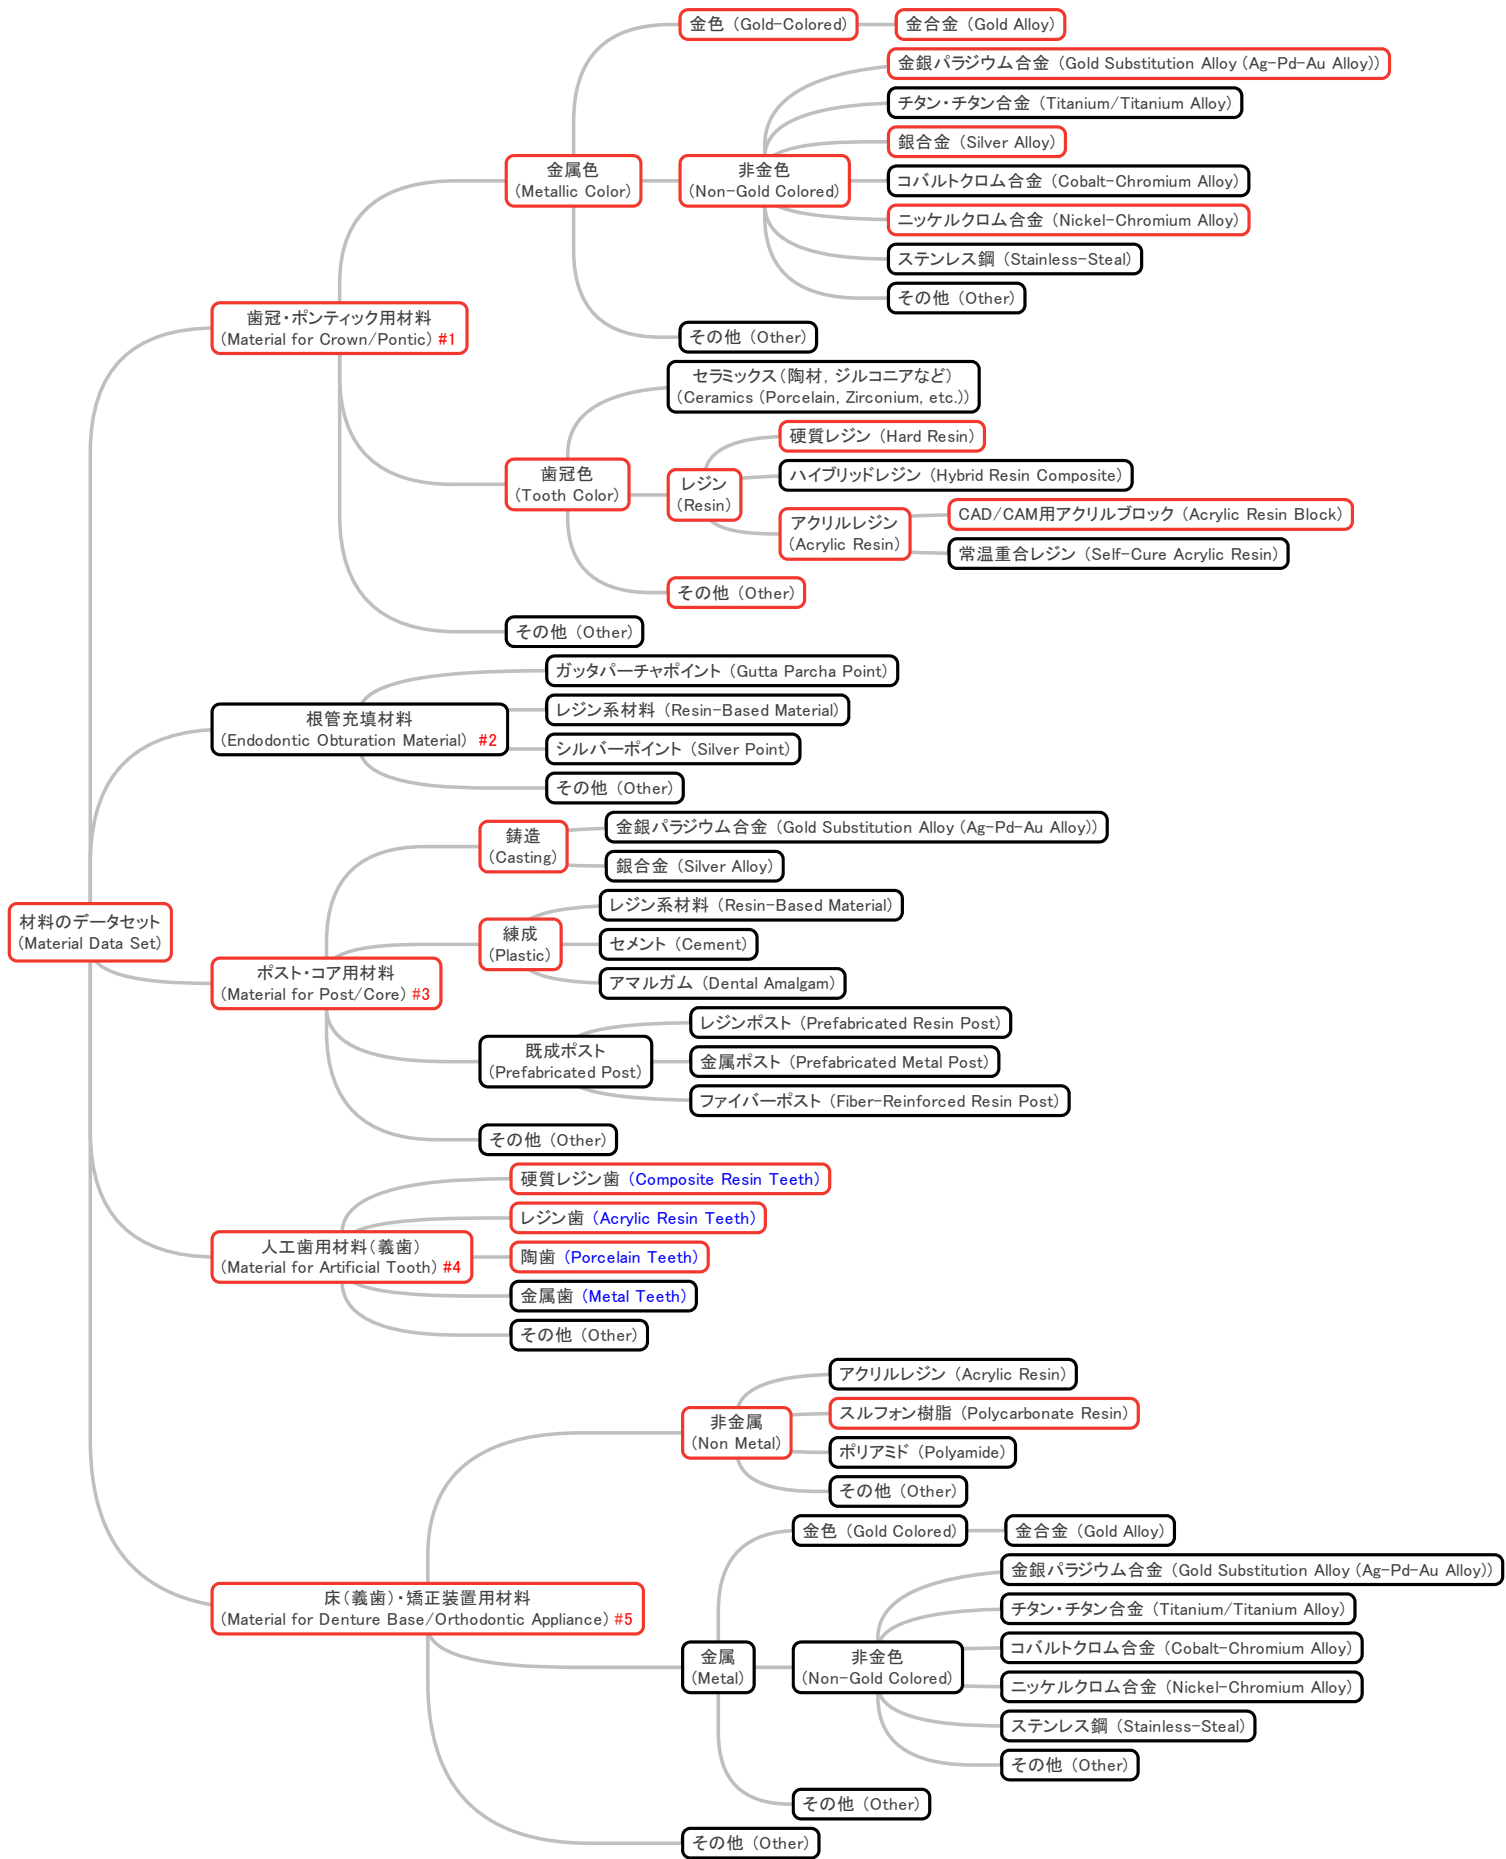 金色 (Gold-Colored)
金合金 (Gold Alloy)
金銀パラジウム合金 (Gold Substitution Alloy (Ag-Pd-Au Alloy))
チタン・チタン合金 (Titanium/Titanium Alloy)
銀合金 (Silver Alloy)
金属色
(Metallic Color)
非金色
(Non-Gold Colored)
コバルトクロム合金 (Cobalt-Chromium Alloy)
ニッケルクロム合金 (Nickel-Chromium Alloy)
ステンレス鋼 (Stainless-Steal)
その他 (Other)
歯冠・ポンティック用材料
(Material for Crown/Pontic) #1
その他 (Other)
セラミックス(陶材, ジルコニアなど)
(Ceramics (Porcelain, Zirconium, etc.))
硬質レジン (Hard Resin)
歯冠色
(Tooth Color)
レジン
(Resin)
ハイブリッドレジン (Hybrid Resin Composite)
アクリルレジン
(Acrylic Resin)
CAD/CAM用アクリルブロック (Acrylic Resin Block)
常温重合レジン (Self-Cure Acrylic Resin)
その他 (Other)
その他 (Other)
ガッタパーチャポイント (Gutta Parcha Point)
根管充填材料
(Endodontic Obturation Material) #2
レジン系材料 (Resin-Based Material)
シルバーポイント (Silver Point)
その他 (Other)
鋳造
(Casting)
金銀パラジウム合金 (Gold Substitution Alloy (Ag-Pd-Au Alloy))
銀合金 (Silver Alloy)
材料のデータセット
(Material Data Set)
レジン系材料 (Resin-Based Material)
練成
(Plastic)
セメント (Cement)
アマルガム (Dental Amalgam)
ポスト・コア用材料
(Material for Post/Core) #3
レジンポスト (Prefabricated Resin Post)
既成ポスト
(Prefabricated Post)
金属ポスト (Prefabricated Metal Post)
ファイバーポスト (Fiber-Reinforced Resin Post)
その他 (Other)
硬質レジン歯 (Composite Resin Teeth)
レジン歯 (Acrylic Resin Teeth)
人工歯用材料(義歯)
(Material for Artificial Tooth) #4
陶歯 (Porcelain Teeth)
金属歯 (Metal Teeth)
その他 (Other)
アクリルレジン (Acrylic Resin)
非金属
(Non Metal)
スルフォン樹脂 (Polycarbonate Resin)
ポリアミド (Polyamide)
その他 (Other)
金色 (Gold Colored)
金合金 (Gold Alloy)
金銀パラジウム合金 (Gold Substitution Alloy (Ag-Pd-Au Alloy))
床(義歯)・矯正装置用材料
(Material for Denture Base/Orthodontic Appliance) #5
チタン・チタン合金 (Titanium/Titanium Alloy)
金属
(Metal)
非金色
(Non-Gold Colored)
コバルトクロム合金 (Cobalt-Chromium Alloy)
ニッケルクロム合金 (Nickel-Chromium Alloy)
ステンレス鋼 (Stainless-Steal)
その他 (Other)
その他 (Other)
その他 (Other)